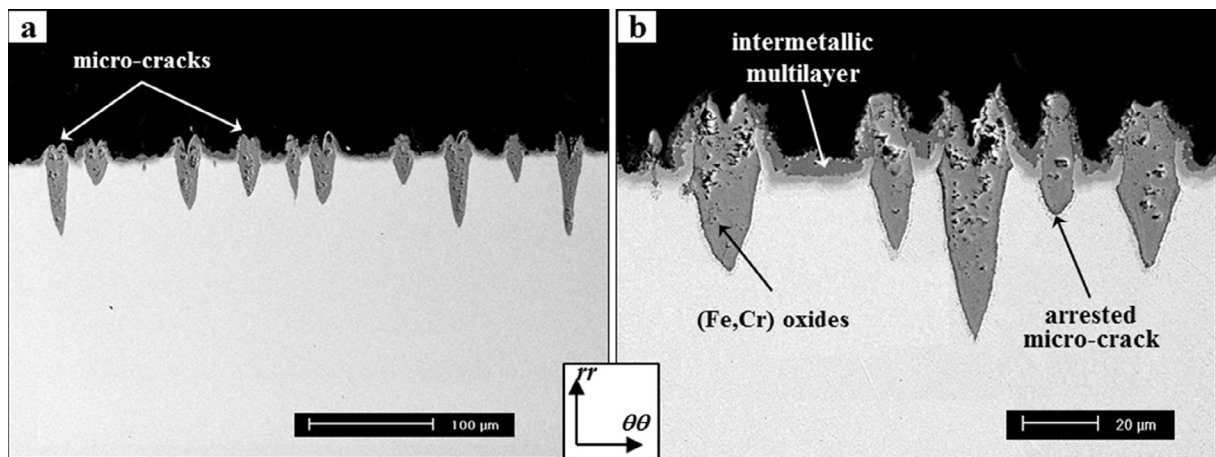 a
micro-cracks
100 µm
b
intermetallic
multilayer
(Fe,Cr) oxides
arrested
micro-crack
20 µm
rr
θθ